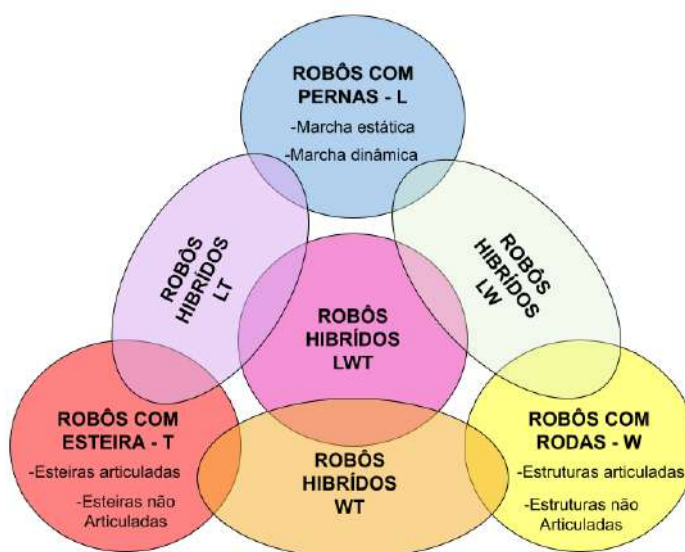 ROBÔS COM
PERNAS - L
-Marcha estática
-Marcha dinâmica
ROBÔS
HIBRÍDOS
LT
ROBÔS
HIBRÍDOS
LW
ROBÔS
HIBRÍDOS
LWT
ROBÔS COM
ESTEIRA - T
-Esteiras articuladas
-Esteiras não
Articuladas
ROBÔS
HIBRÍDOS
WT
ROBÔS COM
RODAS - W
-Estruturas articuladas
-Estruturas não
Articuladas